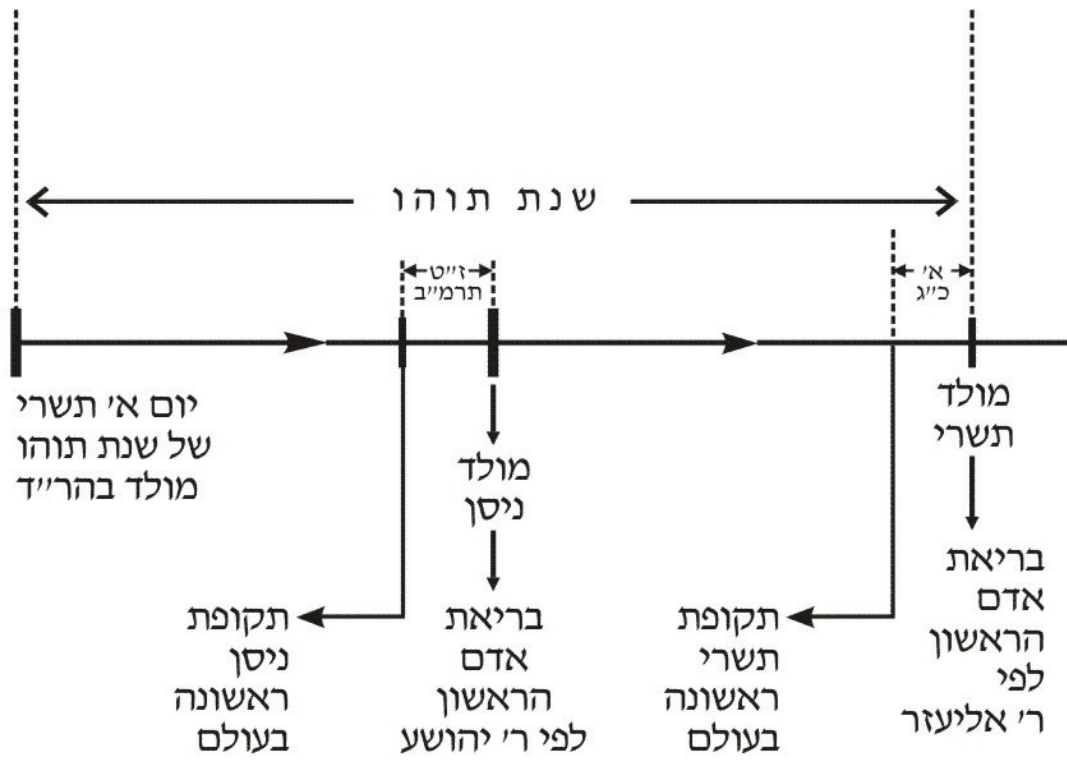 שנת תוהו
ז״ט
תרמ״ב
א׳
כ״ג
יום א׳ תשרי
של שנת תוהו
מולד בהר״ד
מולד
ניסן
בריאת
אדם
הראשון
לפי ר׳ יהושע
תקופת
ניסן
ראשונה
בעולם
מולד
תשרי
בריאת
אדם
הראשון
לפי
ר׳ אליעזר
תקופת
תשרי
ראשונה
בעולם